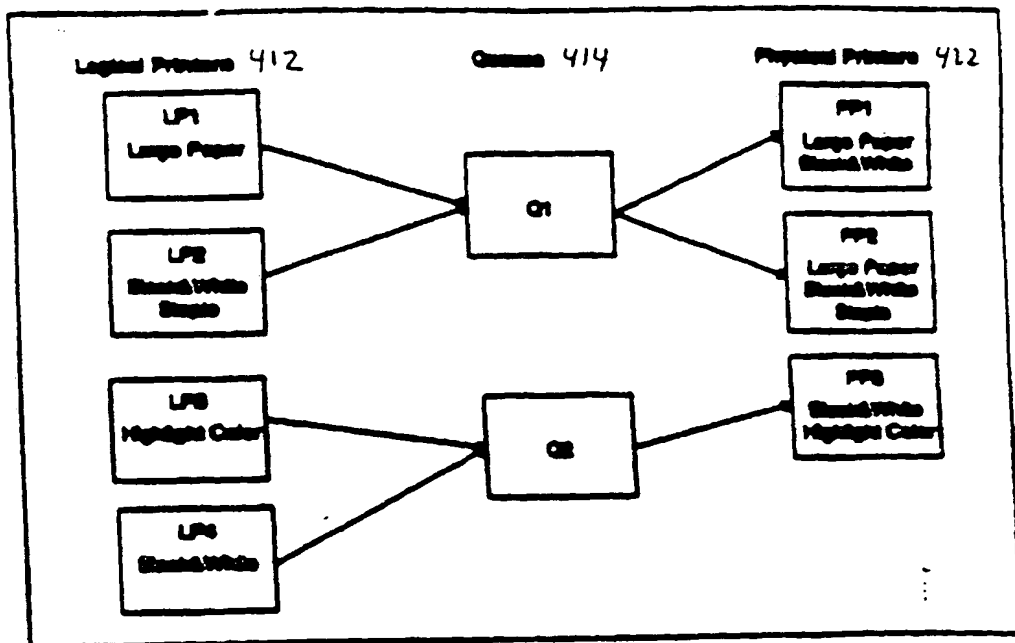 Logical Printers 412
Queues 414
Physical Printers 422
LP1
Large Paper
LP2
Black&White
Staple
LP3
Highlight Color
LP4
Black&White
Q1
Q2
PP1
Large Paper
Black&White
PP2
Large Paper
Black&White
Staple
PP3
Black&White
Highlight Color